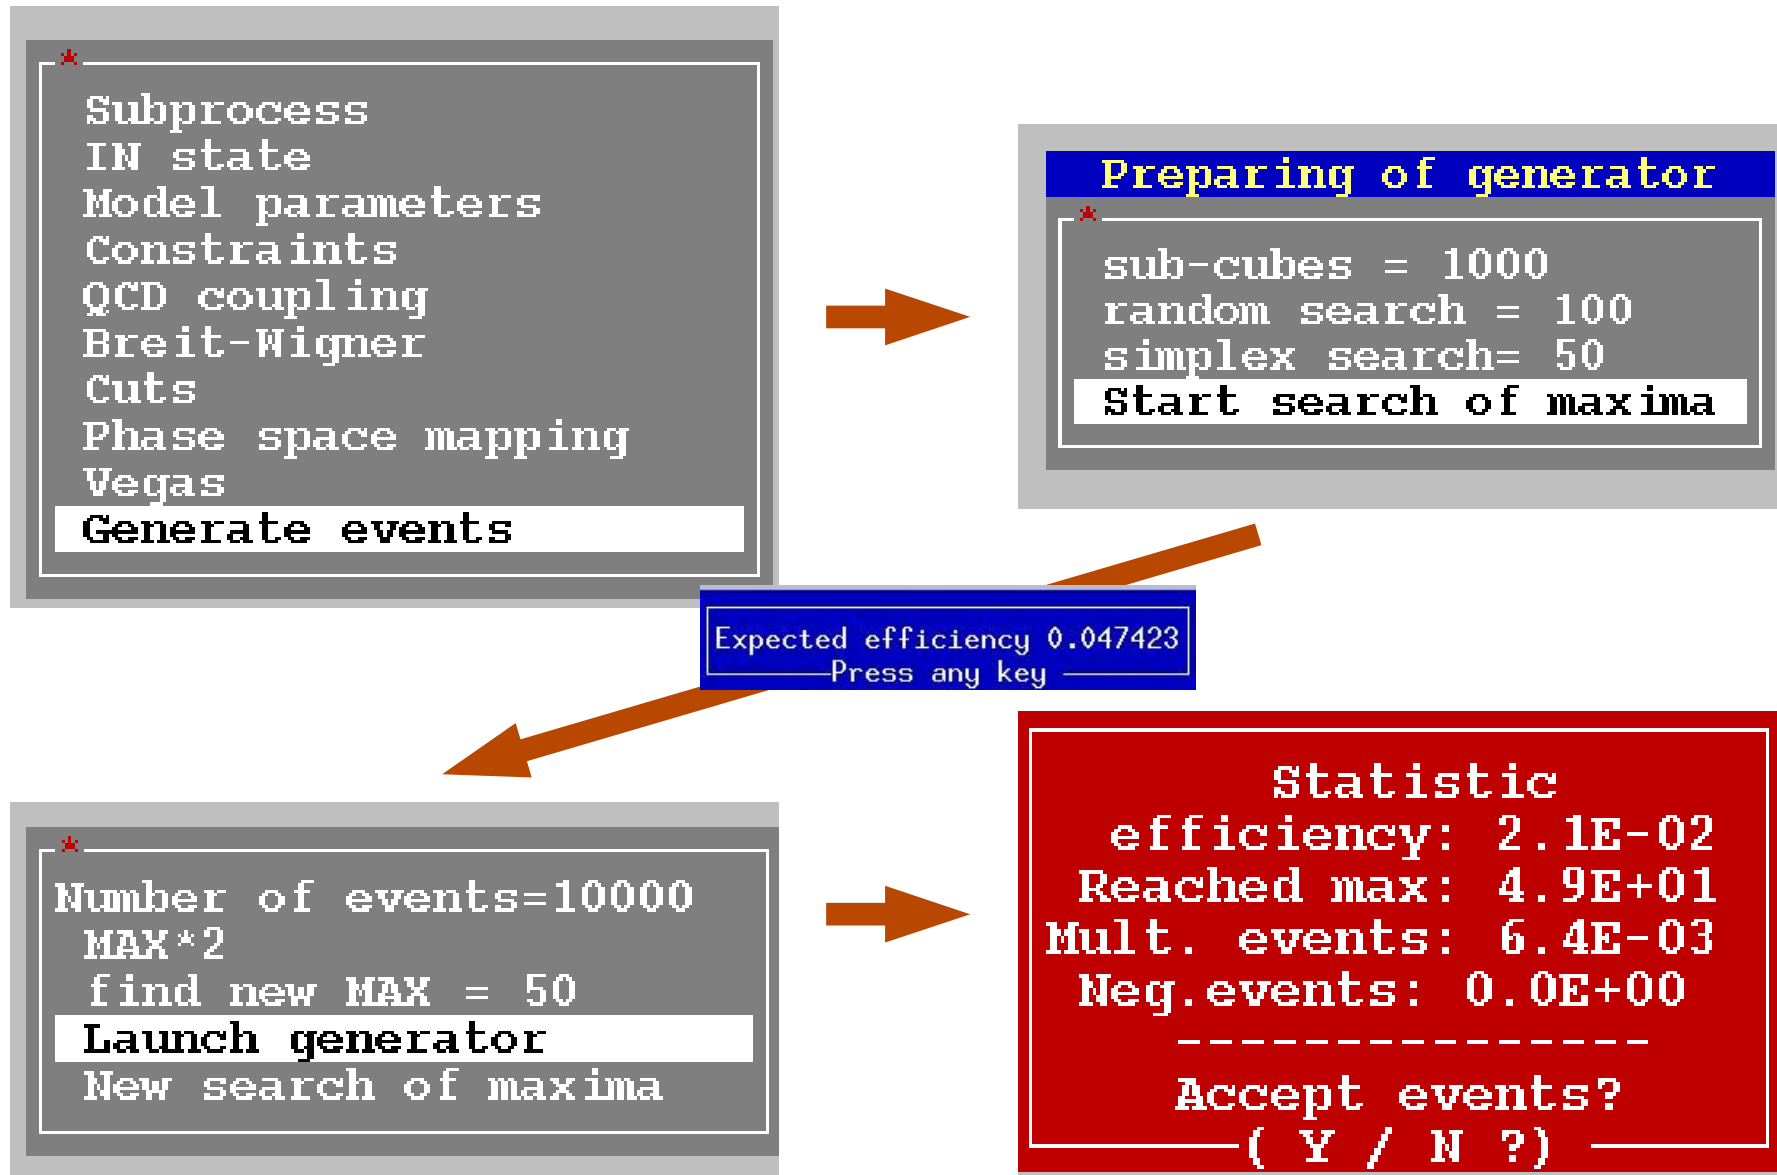 *
Subprocess
IN state
Model parameters
Constraints
QCD coupling
Breit-Wigner
Cuts
Phase space mapping
Vegas
Generate events
Preparing of generator
*
sub-cubes = 1000
random search = 100
simplex search= 50
Start search of maxima
Expected efficiency 0.047423
Press any key
*
Number of events=10000
MAX*2
find new MAX = 50
Launch generator
New search of maxima
Statistic
efficiency: 2.1E-02
Reached max: 4.9E+01
Mult. events: 6.4E-03
Neg.events: 0.0E+00
---------------
Accept events?
( Y / N ?)